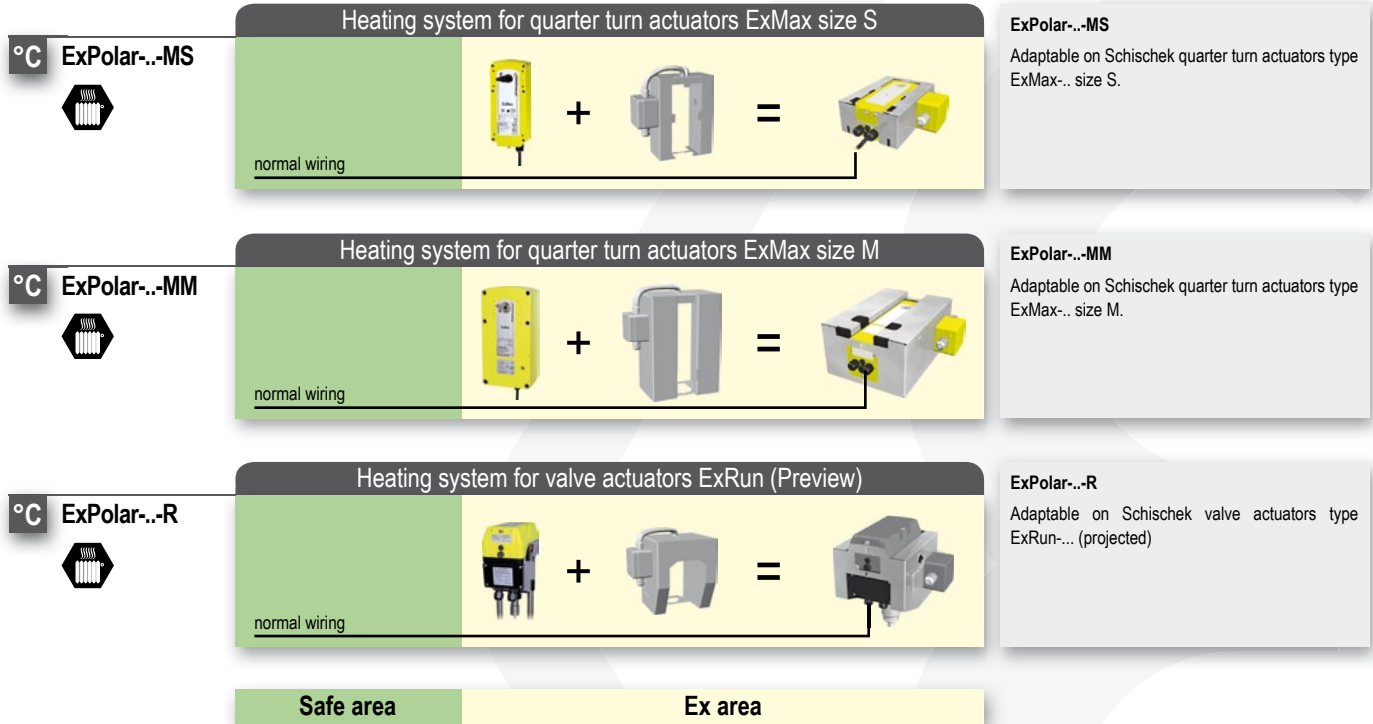 Heating system for quarter turn actuators ExMax size S
°C ExPolar-..-MS
+
=
normal wiring
ExPolar-..-MS
Adaptable on Schischek quarter turn actuators type
ExMax-.. size S.
Heating system for quarter turn actuators ExMax size M
°C ExPolar-..-MM
+
=
normal wiring
ExPolar-..-MM
Adaptable on Schischek quarter turn actuators type
ExMax-.. size M.
Heating system for valve actuators ExRun (Preview)
°C ExPolar-..-R
+
=
normal wiring
ExPolar-..-R
Adaptable on Schischek valve actuators type
ExRun-... (projected)
Safe area
Ex area